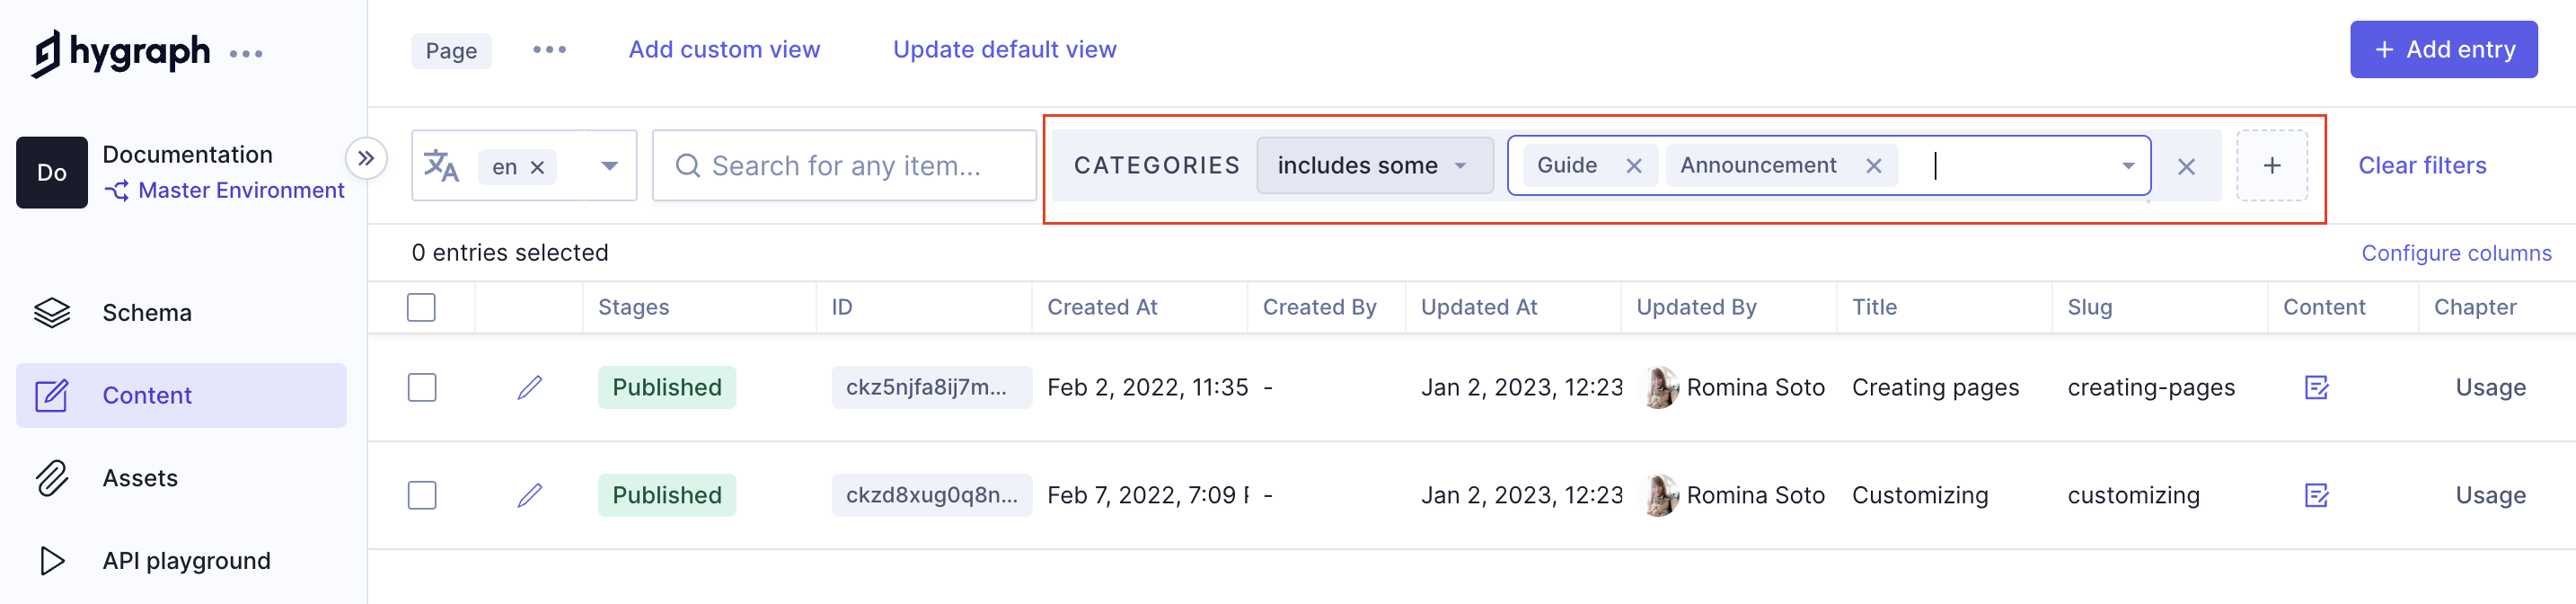 hygraph
Page Add custom view Update default view + Add entry
Do Documentation
Master Environment
en Search for any item... CATEGORIES includes some Guide Announcement + Clear filters
0 entries selected Configure columns
Stages ID Created At Created By Updated At Updated By Title Slug Content Chapter
Published ckz5njfa8ij7m... Feb 2, 2022, 11:35 - Jan 2, 2023, 12:23 Romina Soto Creating pages creating-pages Usage
Published ckzd8xug0q8n... Feb 7, 2022, 7:09 - Jan 2, 2023, 12:23 Romina Soto Customizing customizing Usage
Schema
Content
Assets
API playground